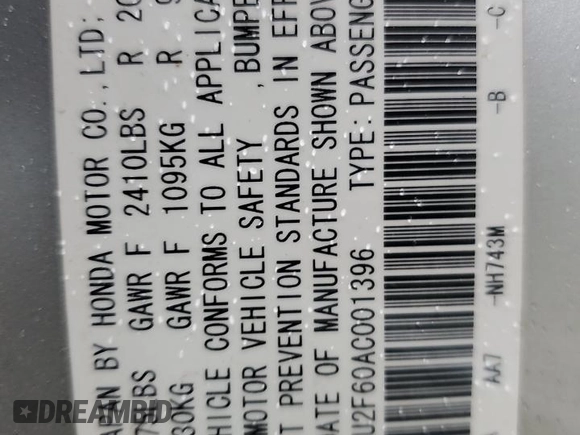 APAN BY HONDA MOTOR CO.,LTD;
GAWR F 2410LBS R
30KG GAWR F 1095KG R
HICLE CONFORMS TO ALL APPLICA
MOTOR VEHICLE SAFETY ,BUMPE
T PREVENTION STANDARDS IN EFF
ATE OF MANUFACTURE SHOWN ABOV
U2F60AC001396 TYPE:PASSENG
AA7 -NH743M -B -C
DREAMBID